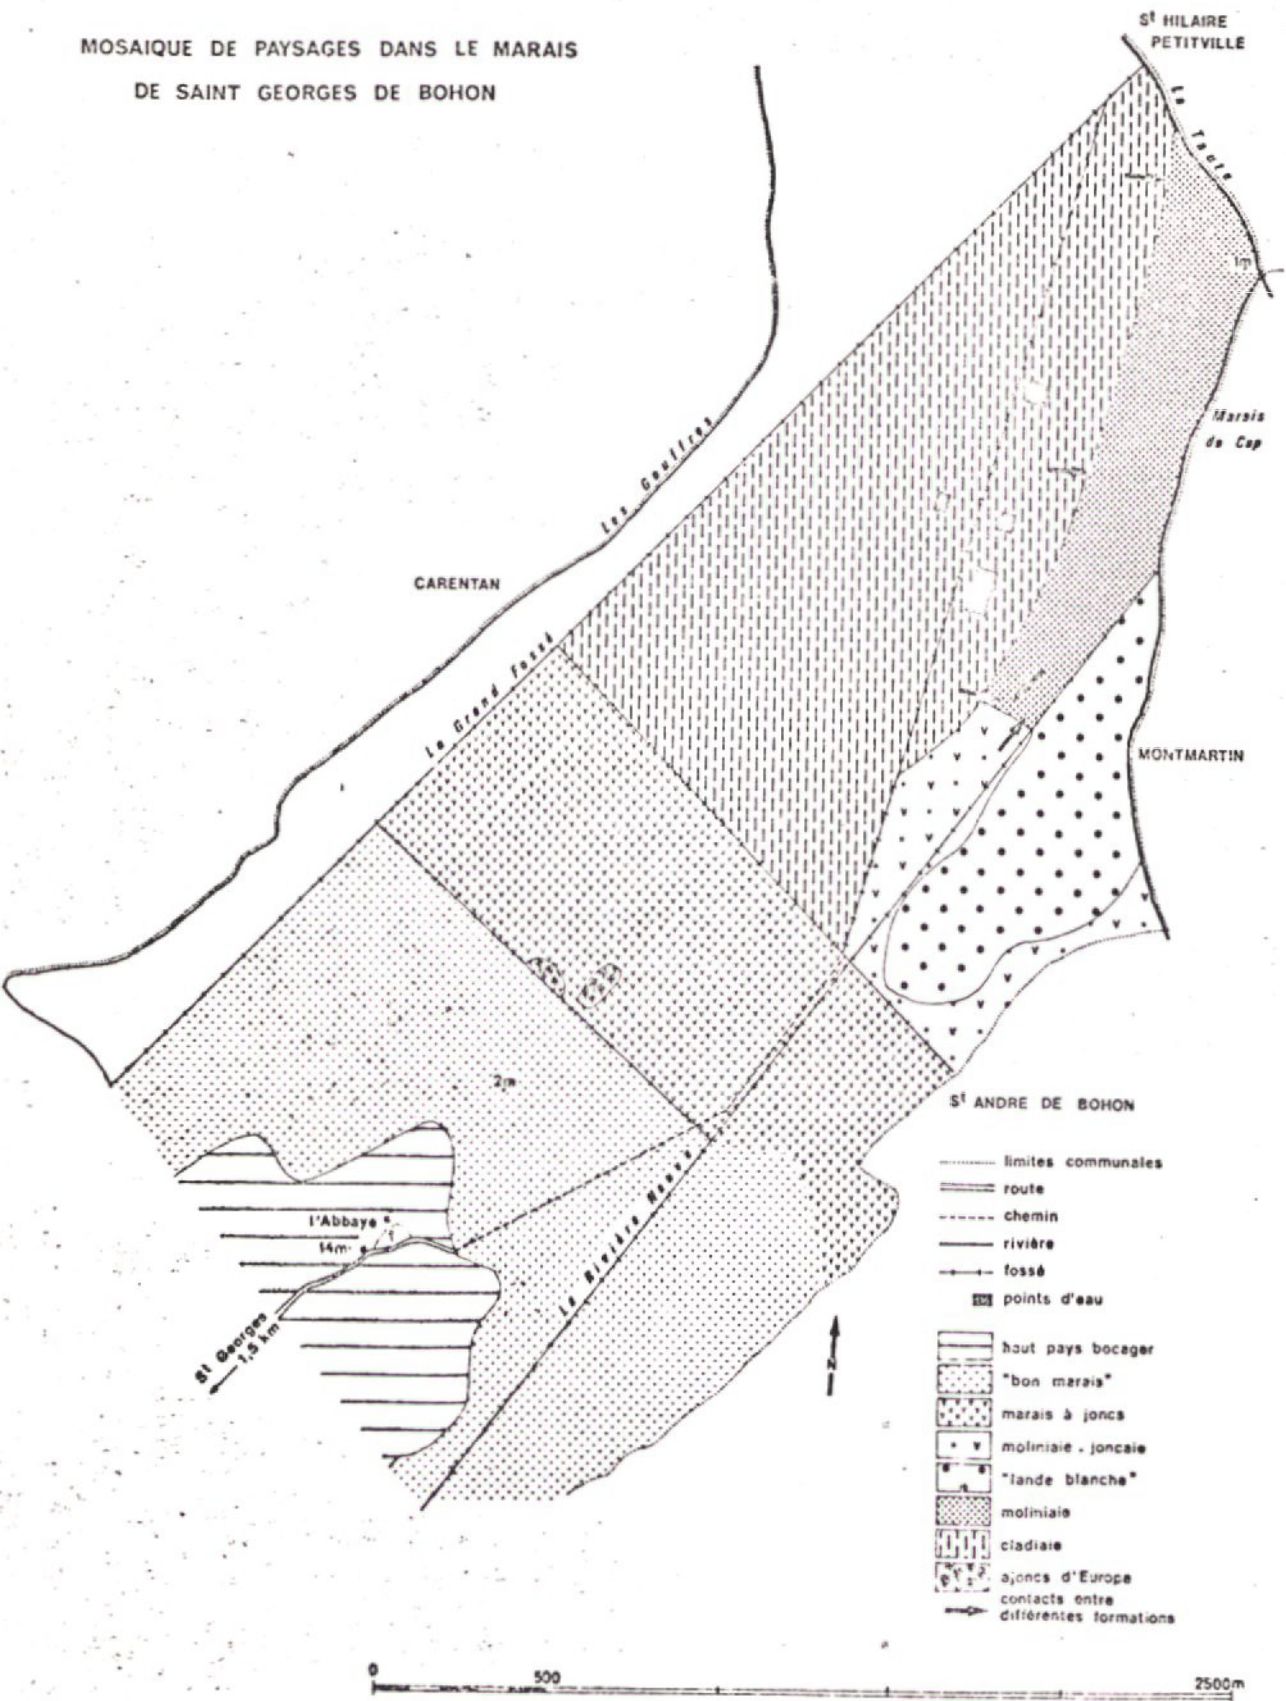 MOSAIQUE DE PAYSAGES DANS LE MARAIS
DE SAINT GEORGES DE BOHON
St HILAIRE
PETITVILLE
La Taute
1m
Marais
de Cap
Les Gouffres
CARENTAN
Le Grand Fossé
MONTMARTIN
2m
St ANDRE DE BOHON
l'Abbaye
14m
La Rivière Neuve
St Georges
1,5 km
N
limites communales
route
chemin
rivière
fossé
points d'eau
haut pays bocager
"bon marais"
marais à joncs
moliniaie - joncaie
"lande blanche"
moliniaie
cladiaie
ajoncs d'Europe
contacts entre
différentes formations
0 500 2500m